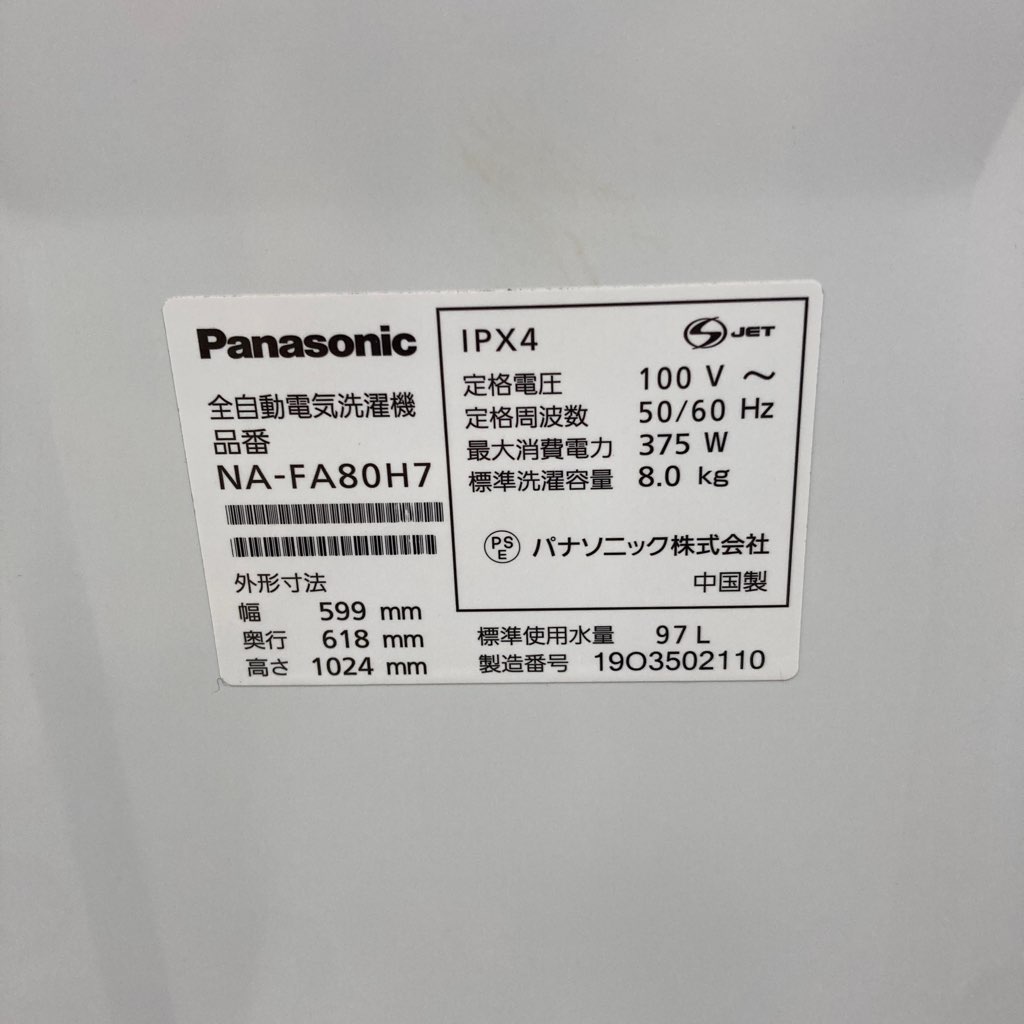 Panasonic
全自動電気洗濯機
品番
NA-FA80H7
外形寸法
幅 599 mm
奥行 618 mm
高さ 1024 mm
IPX4
S JET
定格電圧 100 V ～
定格周波数 50/60 Hz
最大消費電力 375 W
標準洗濯容量 8.0 kg
PS E パナソニック株式会社
中国製
標準使用水量 97 L
製造番号 19O3502110